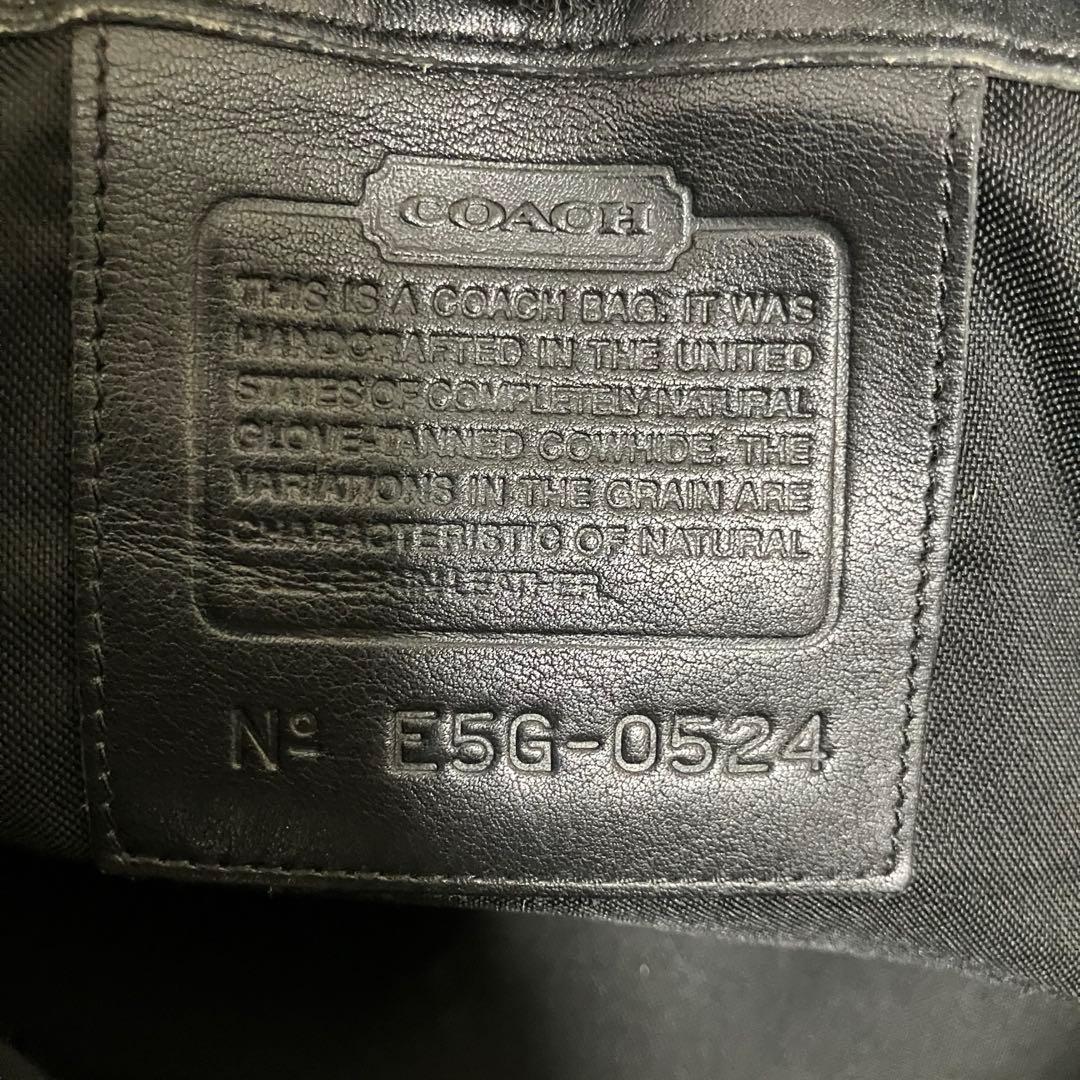 COACH
THIS IS A COACH BAG. IT WAS
HANDCRAFTED IN THE UNITED
STATES OF COMPLETELY NATURAL
GLOVE-TANNED COWHIDE. THE
VARIATIONS IN THE GRAIN ARE
CHARACTERISTIC OF NATURAL
LEATHER.
Nº E5G-0524